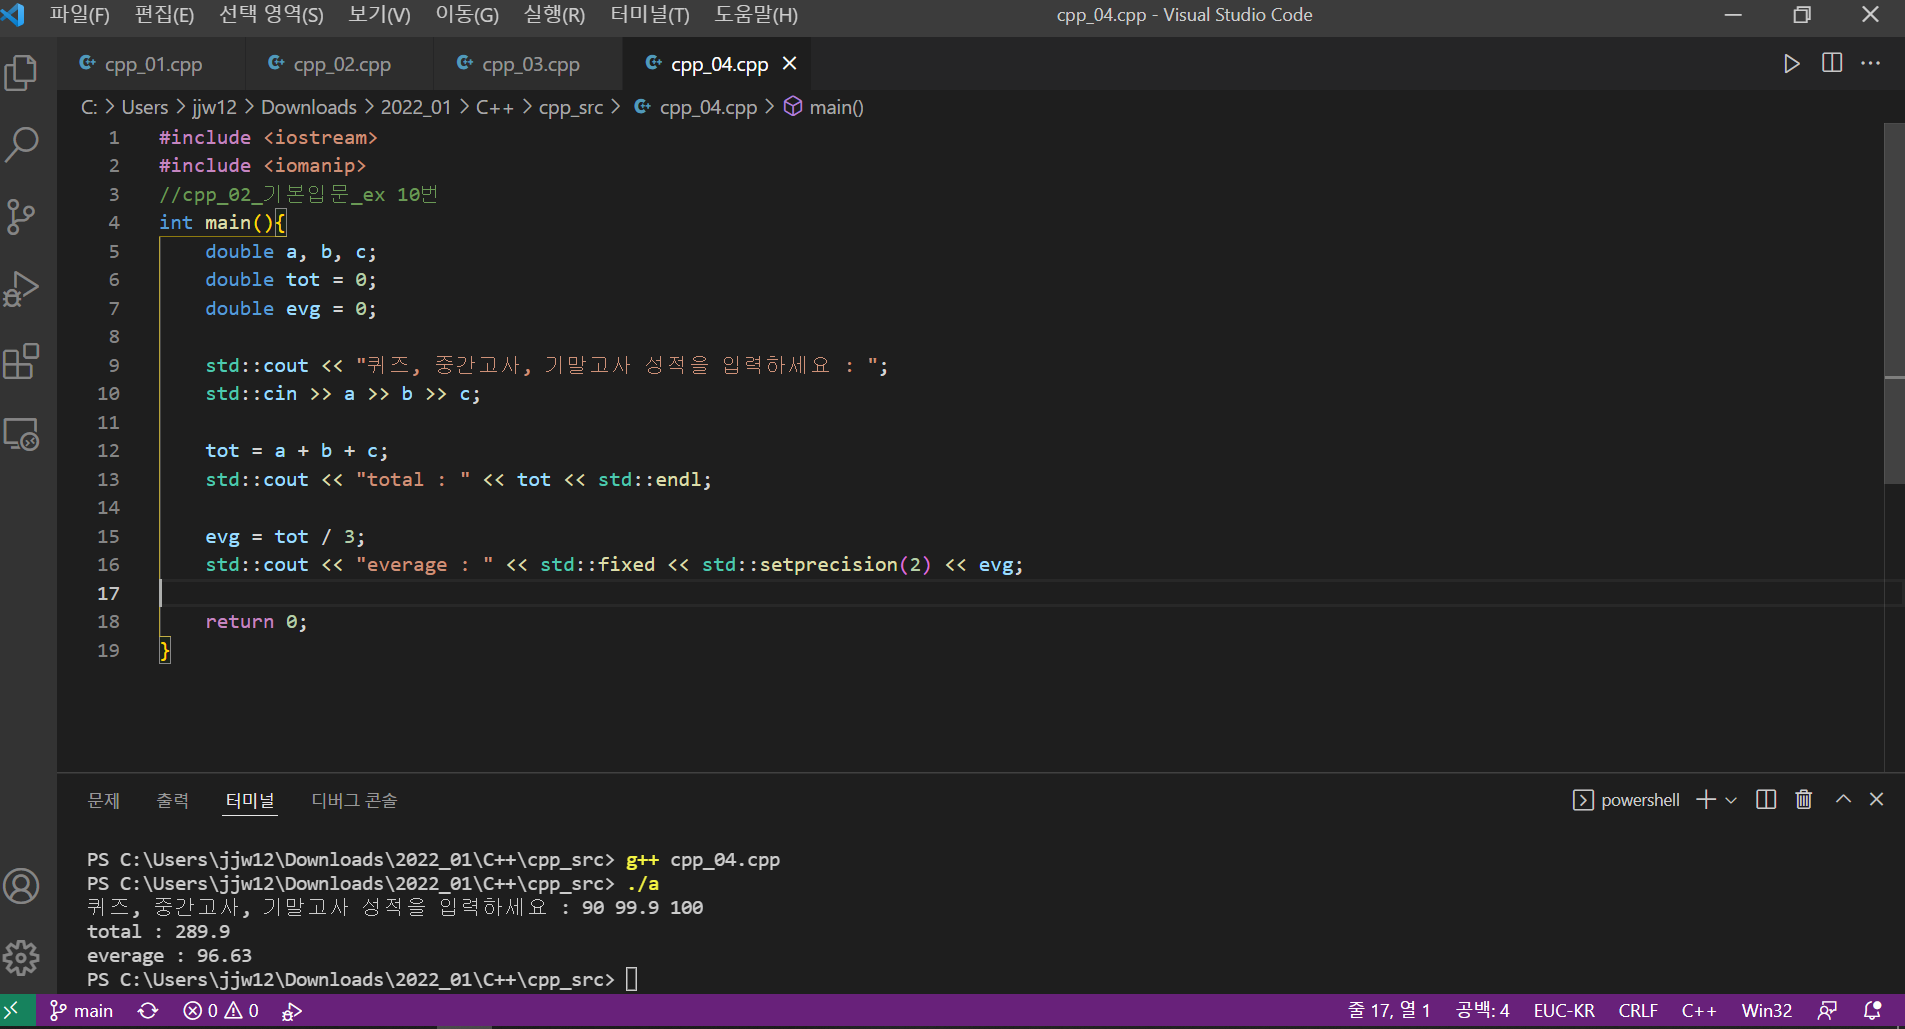 파일(F) 편집(E) 선택 영역(S) 보기(V) 이동(G) 실행(R) 터미널(T) 도움말(H) cpp_04.cpp - Visual Studio Code
cpp_01.cpp cpp_02.cpp cpp_03.cpp cpp_04.cpp
C: > Users > jjw12 > Downloads > 2022_01 > C++ > cpp_src > cpp_04.cpp > main()
1 #include <iostream>
2 #include <iomanip>
3 //cpp_02_기본입문_ex 10번
4 int main(){
5     double a, b, c;
6     double tot = 0;
7     double evg = 0;
8
9     std::cout << "퀴즈, 중간고사, 기말고사 성적을 입력하세요 : ";
10     std::cin >> a >> b >> c;
11
12     tot = a + b + c;
13     std::cout << "total : " << tot << std::endl;
14
15     evg = tot / 3;
16     std::cout << "everage : " << std::fixed << std::setprecision(2) << evg;
17
18     return 0;
19 }
문제 출력 터미널 디버그 콘솔 powershell
PS C:\Users\jjw12\Downloads\2022_01\C++\cpp_src> g++ cpp_04.cpp
PS C:\Users\jjw12\Downloads\2022_01\C++\cpp_src> ./a
퀴즈, 중간고사, 기말고사 성적을 입력하세요 : 90 99.9 100
total : 289.9
everage : 96.63
PS C:\Users\jjw12\Downloads\2022_01\C++\cpp_src>
main 0 0 줄 17, 열 1 공백: 4 EUC-KR CRLF C++ Win32